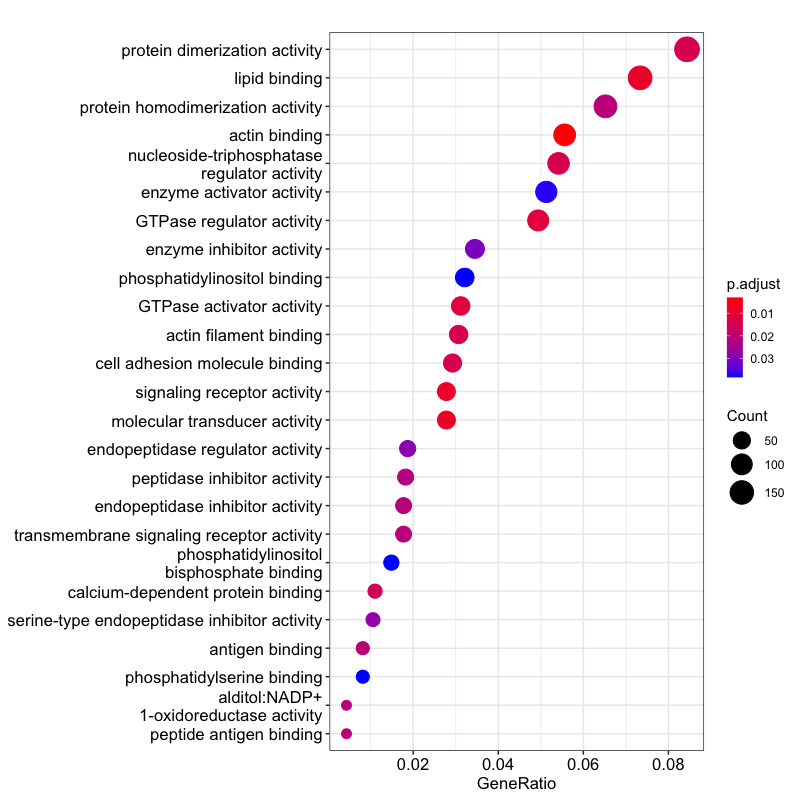 protein dimerization activity
lipid binding
protein homodimerization activity
actin binding
nucleoside-triphosphatase
regulator activity
enzyme activator activity
GTPase regulator activity
enzyme inhibitor activity
phosphatidylinositol binding
GTPase activator activity
actin filament binding
cell adhesion molecule binding
signaling receptor activity
molecular transducer activity
endopeptidase regulator activity
peptidase inhibitor activity
endopeptidase inhibitor activity
transmembrane signaling receptor activity
phosphatidylinositol
bisphosphate binding
calcium-dependent protein binding
serine-type endopeptidase inhibitor activity
antigen binding
phosphatidylserine binding
alditol:NADP+
1-oxidoreductase activity
peptide antigen binding
0.02 0.04 0.06 0.08
GeneRatio
p.adjust
0.01
0.02
0.03
Count
50
100
150